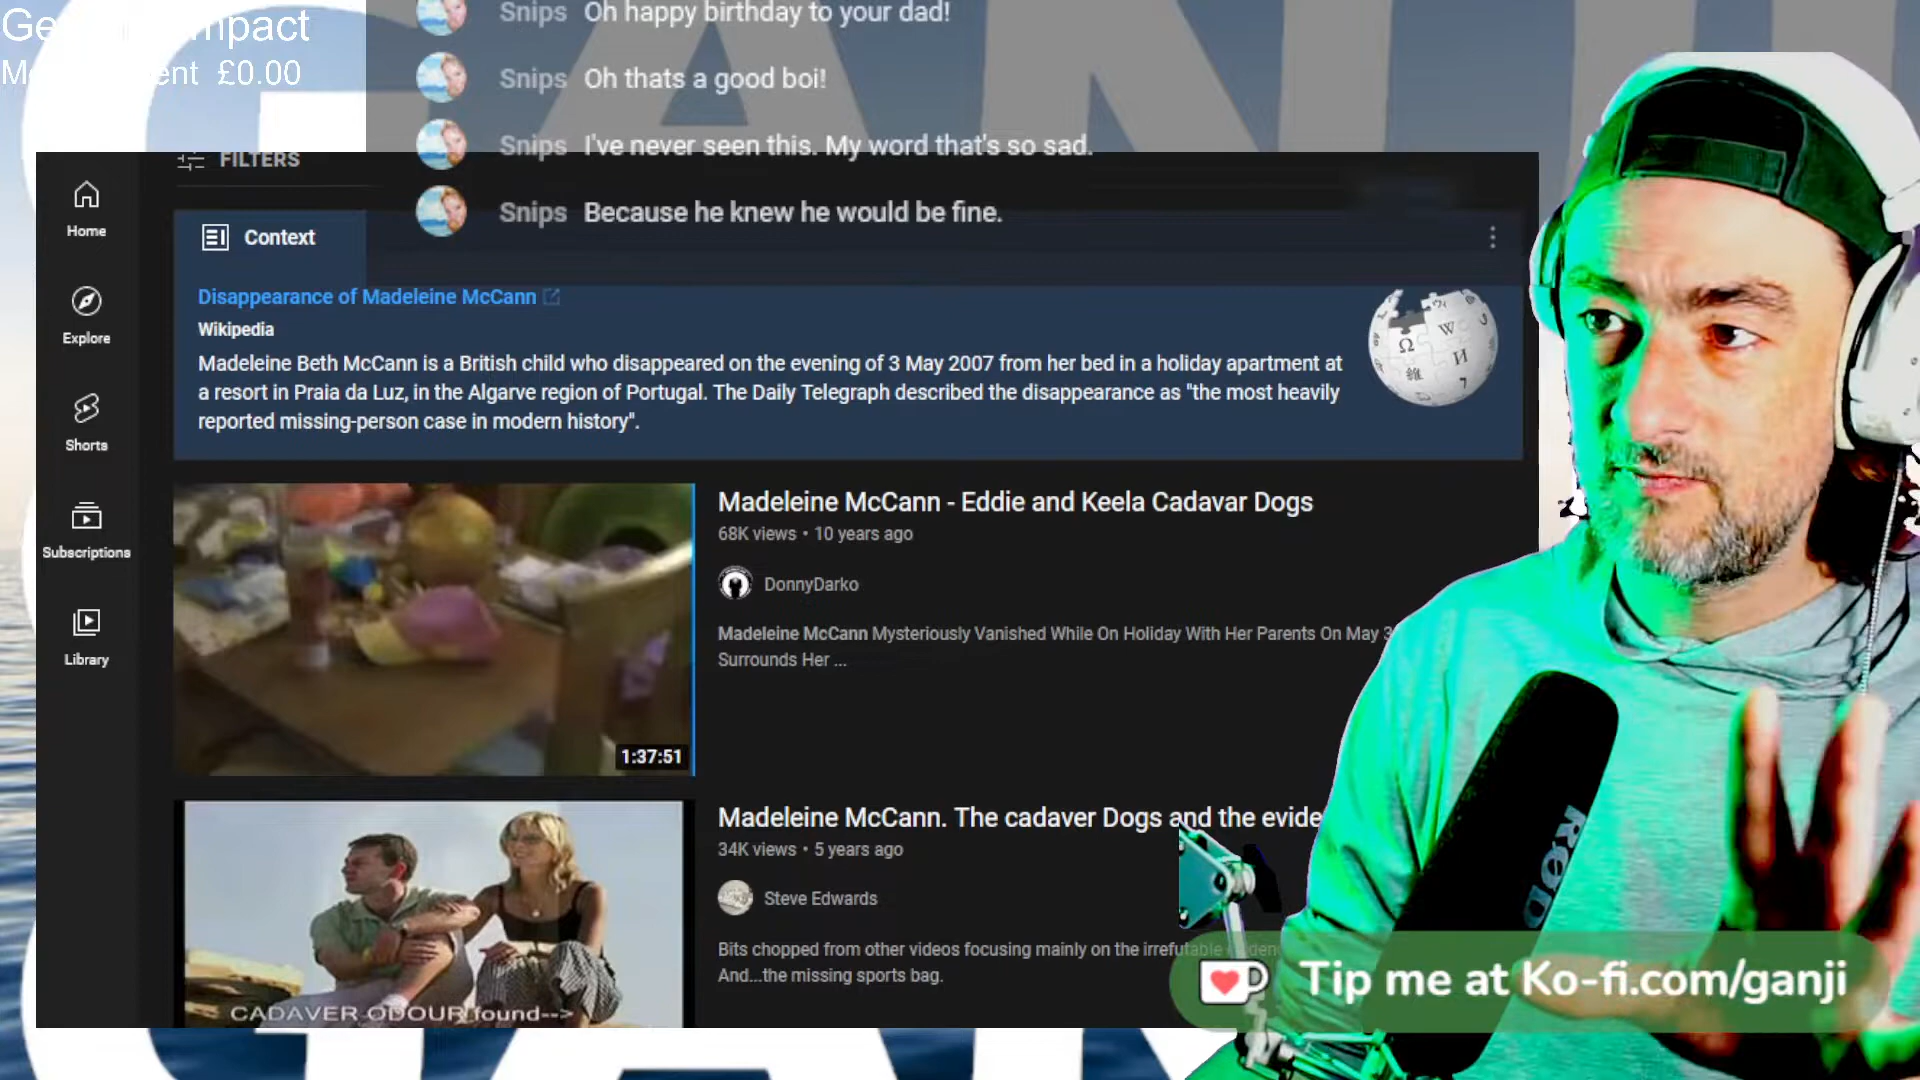 Snips Oh happy birthday to your dad!
£0.00
Snips Oh thats a good boi!
Snips I've never seen this. My word that's so sad.
FILTERS
Snips Because he knew he would be fine.
Context
Home
Explore
Shorts
Subscriptions
Library
Disappearance of Madeleine McCann
Wikipedia
Madeleine Beth McCann is a British child who disappeared on the evening of 3 May 2007 from her bed in a holiday apartment at
a resort in Praia da Luz, in the Algarve region of Portugal. The Daily Telegraph described the disappearance as "the most heavily
reported missing-person case in modern history".
Madeleine McCann - Eddie and Keela Cadavar Dogs
68K views • 10 years ago
DonnyDarko
Madeleine McCann Mysteriously Vanished While On Holiday With Her Parents On May 3
Surrounds Her ...
1:37:51
Madeleine McCann. The cadaver Dogs and the evide
34K views • 5 years ago
Steve Edwards
Bits chopped from other videos focusing mainly on the irrefutable
And...the missing sports bag.
CADAVER ODOUR found-->
RØDE
Tip me at Ko-fi.com/ganji